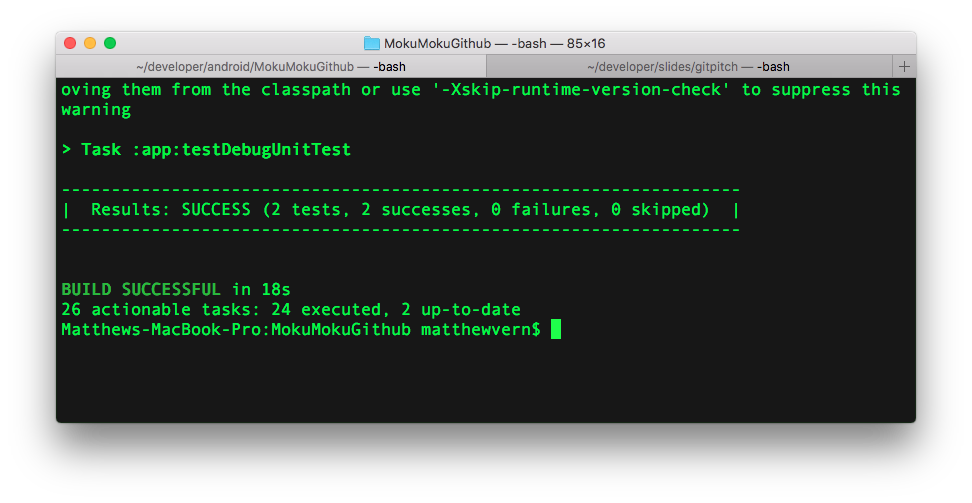 MokuMokuGithub — -bash — 85×16
~/developer/android/MokuMokuGithub — -bash
~/developer/slides/gitpitch — -bash
oving them from the classpath or use '-Xskip-runtime-version-check' to suppress this
warning
> Task :app:testDebugUnitTest
--------------------------------------------------------------------
|  Results: SUCCESS (2 tests, 2 successes, 0 failures, 0 skipped)  |
--------------------------------------------------------------------
BUILD SUCCESSFUL in 18s
26 actionable tasks: 24 executed, 2 up-to-date
Matthews-MacBook-Pro:MokuMokuGithub matthewvern$